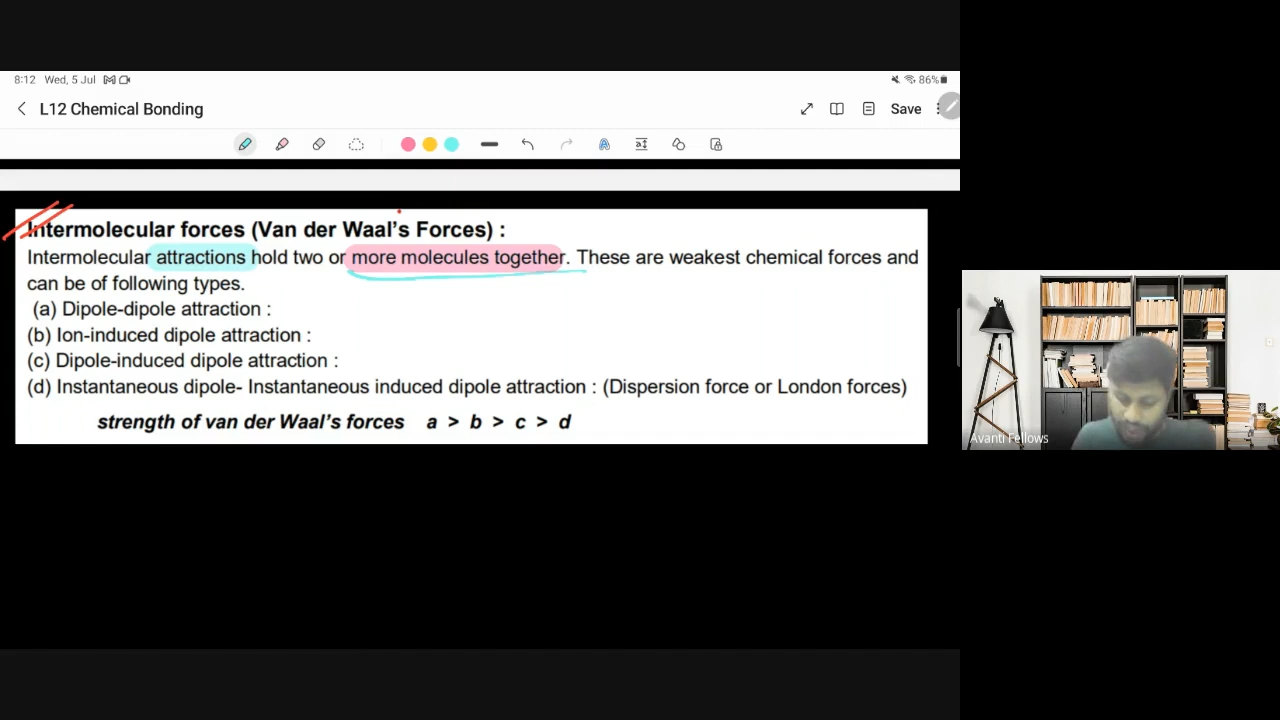 8:12 Wed, 5 Jul
86%
L12 Chemical Bonding
Save
Intermolecular forces (Van der Waal's Forces) :
Intermolecular attractions hold two or more molecules together. These are weakest chemical forces and
can be of following types.
(a) Dipole-dipole attraction :
(b) Ion-induced dipole attraction :
(c) Dipole-induced dipole attraction :
(d) Instantaneous dipole- Instantaneous induced dipole attraction : (Dispersion force or London forces)
strength of van der Waal's forces a > b > c > d
Avanti Fellows